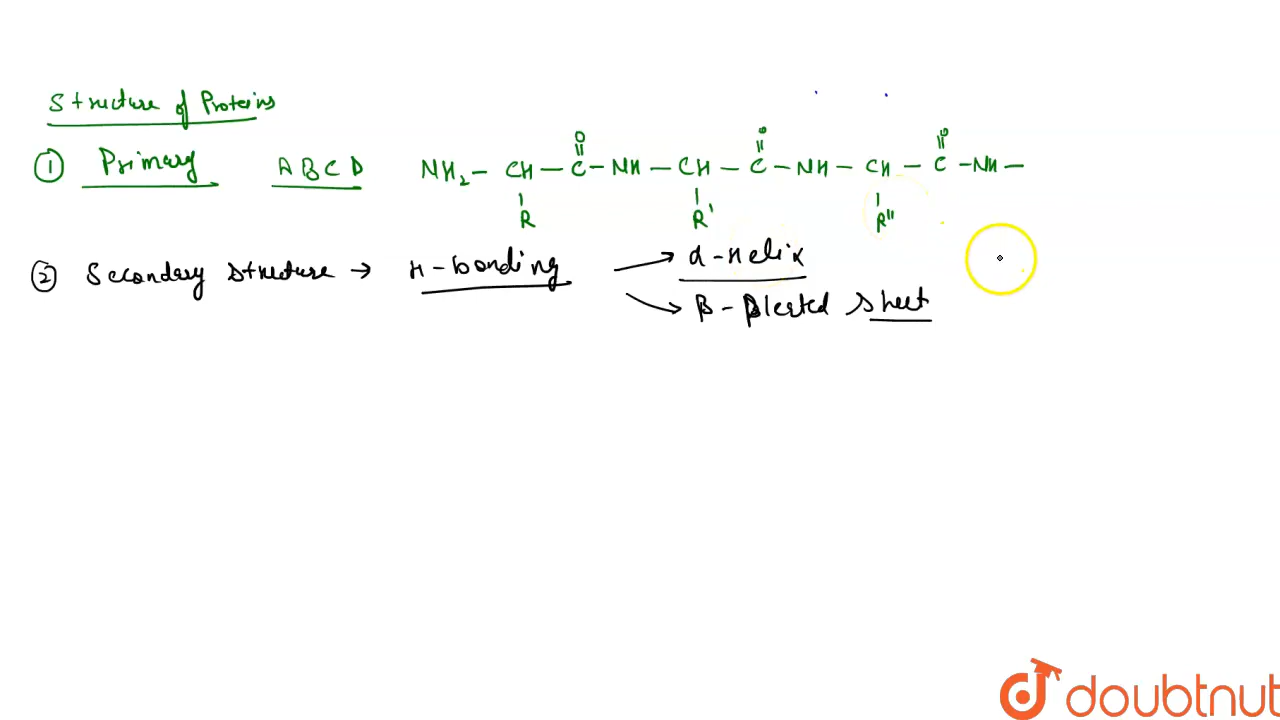 Structure of Proteins
① Primary A B C D NH₂ – CH – C – NH – CH – C – NH – CH – C – NH –
O O O
R R' R"
② Secondary structure → H-bonding → α-Helix
→ β-pleated sheet
doubtnut